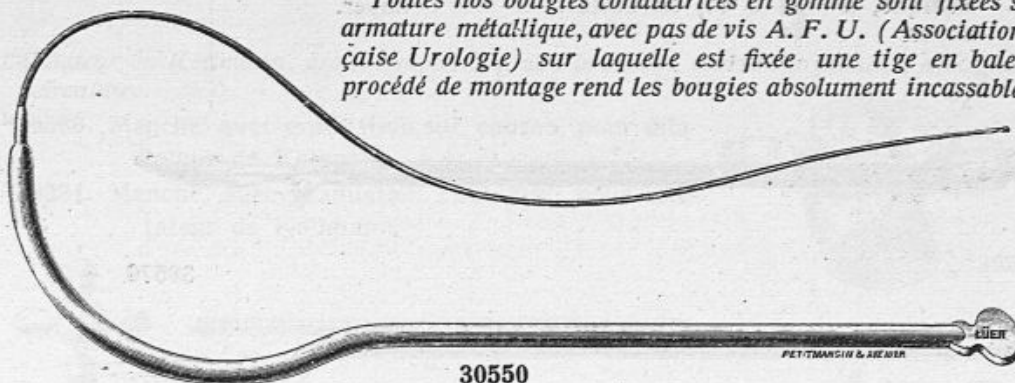 Toutes nos bougies conductrices en gomme sont fixées s
armature métallique, avec pas de vis A. F. U. (Association
çaise Urologie) sur laquelle est fixée une tige en bale
procédé de montage rend les bougies absolument incassabl
LÜER
30550